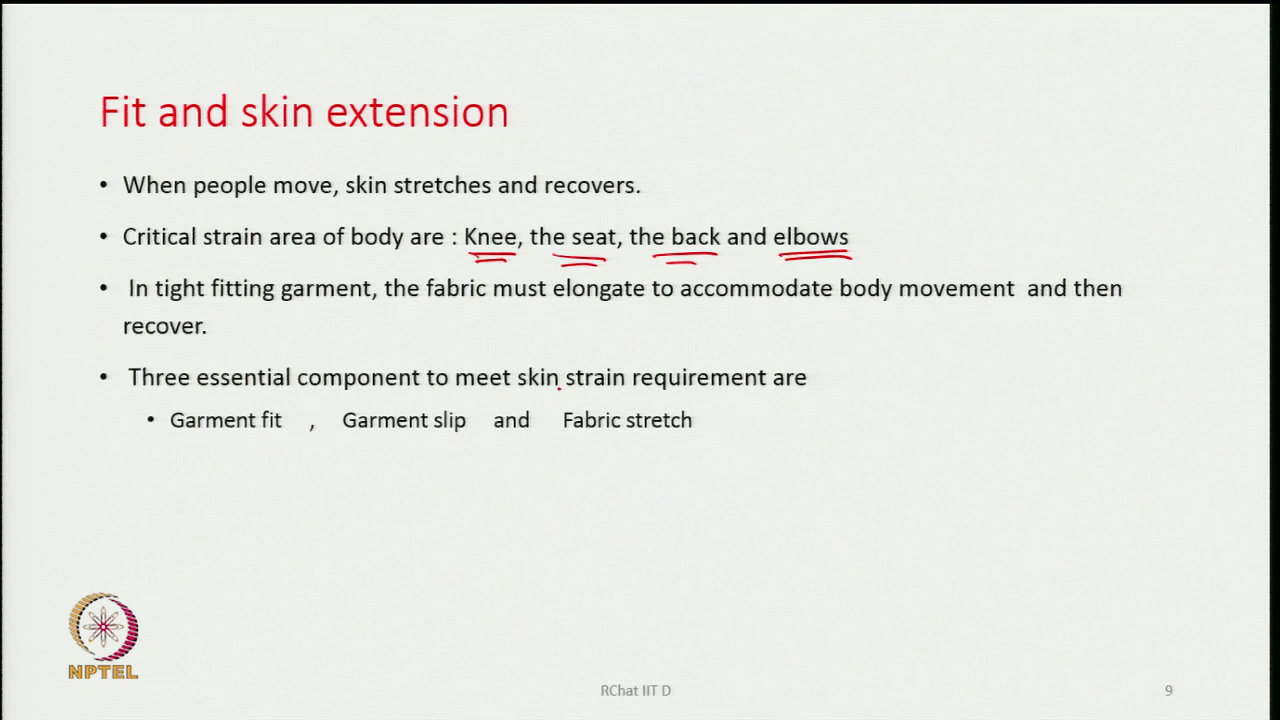 Fit and skin extension
• When people move, skin stretches and recovers.
• Critical strain area of body are : Knee, the seat, the back and elbows
• In tight fitting garment, the fabric must elongate to accommodate body movement and then
recover.
• Three essential component to meet skin strain requirement are
• Garment fit , Garment slip and Fabric stretch
NPTEL
RChat IIT D
9